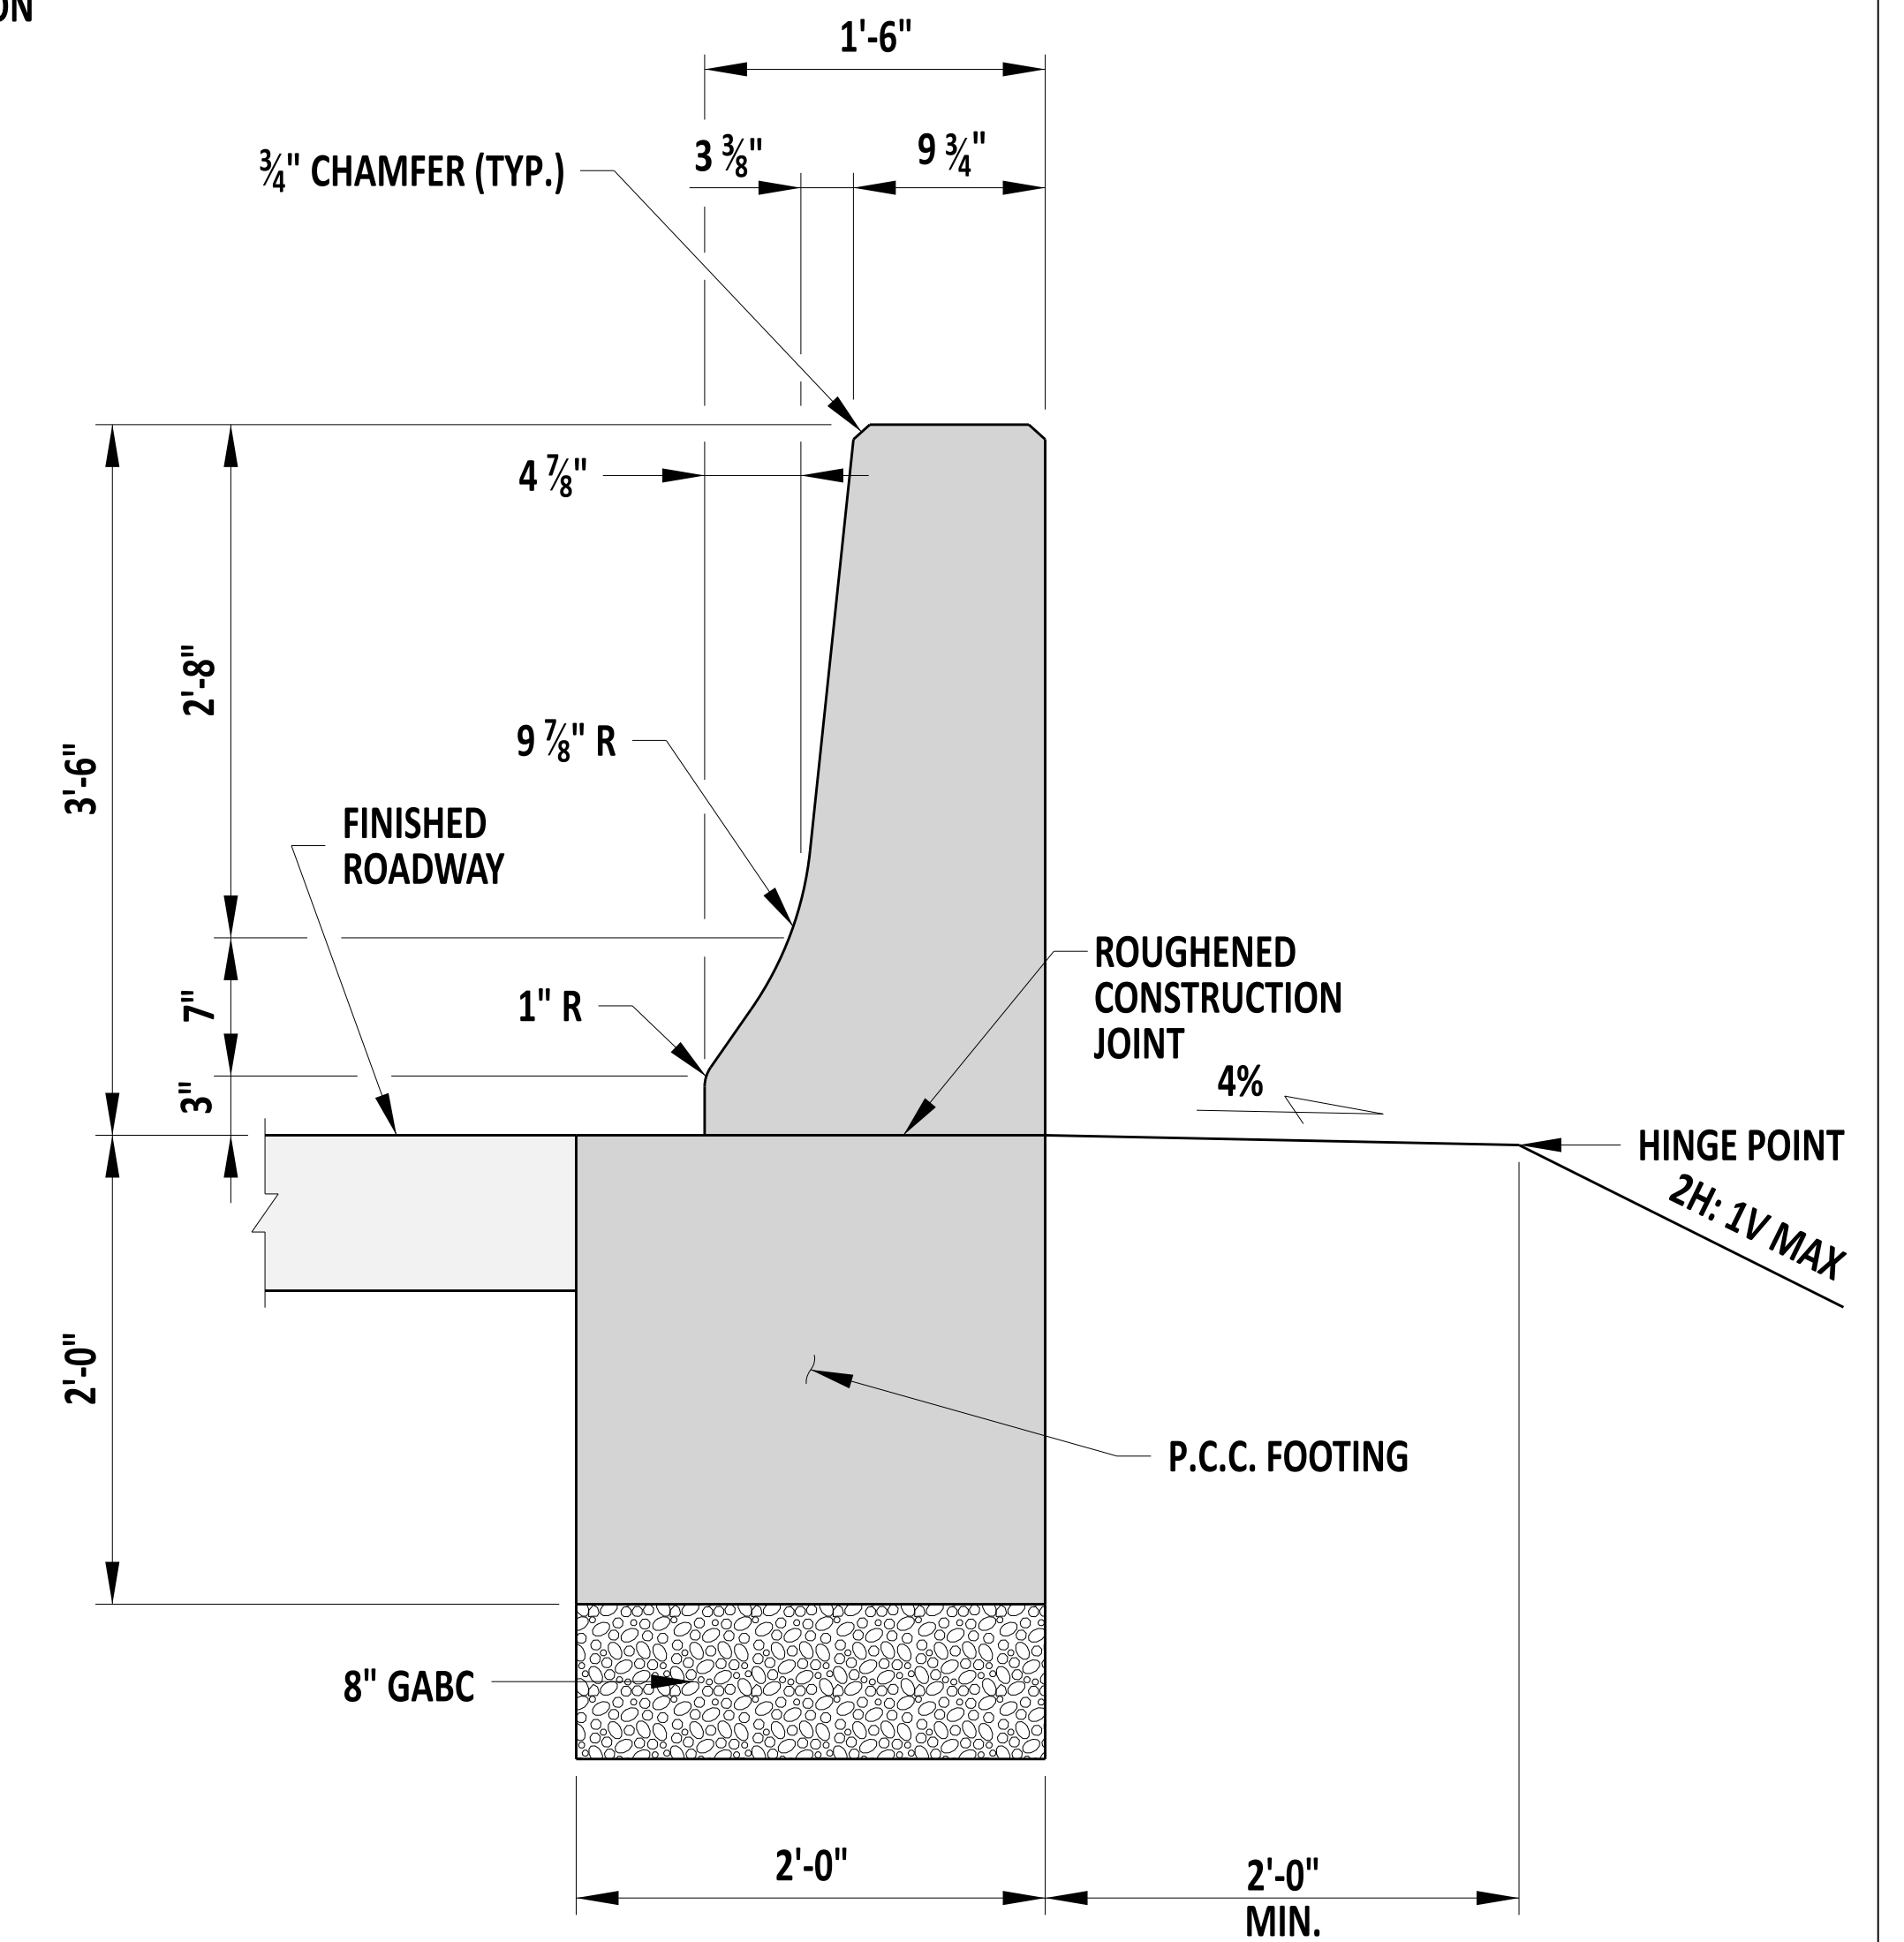 ON
1'-6"
3 ⅜"
9 ¾"
¾" CHAMFER (TYP.)
4 ⅞"
2'-8"
3'-6"
9 ⅞" R
FINISHED
ROADWAY
ROUGHENED
CONSTRUCTION
JOINT
7"
1" R
3"
4%
HINGE POINT
2H: 1V MAX
2'-0"
P.C.C. FOOTING
8" GABC
2'-0"
2'-0"
MIN.